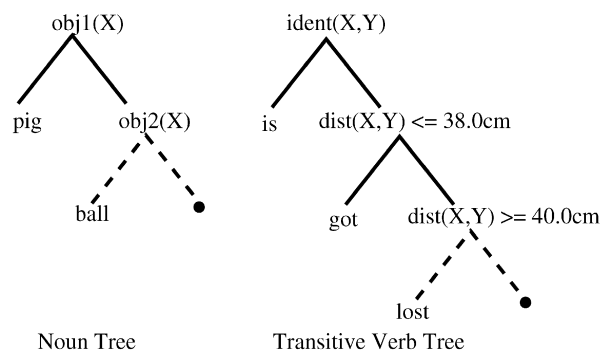 obj1(X) ident(X,Y)
pig obj2(X) is dist(X,Y) <= 38.0cm
ball got dist(X,Y) >= 40.0cm
lost
Noun Tree Transitive Verb Tree